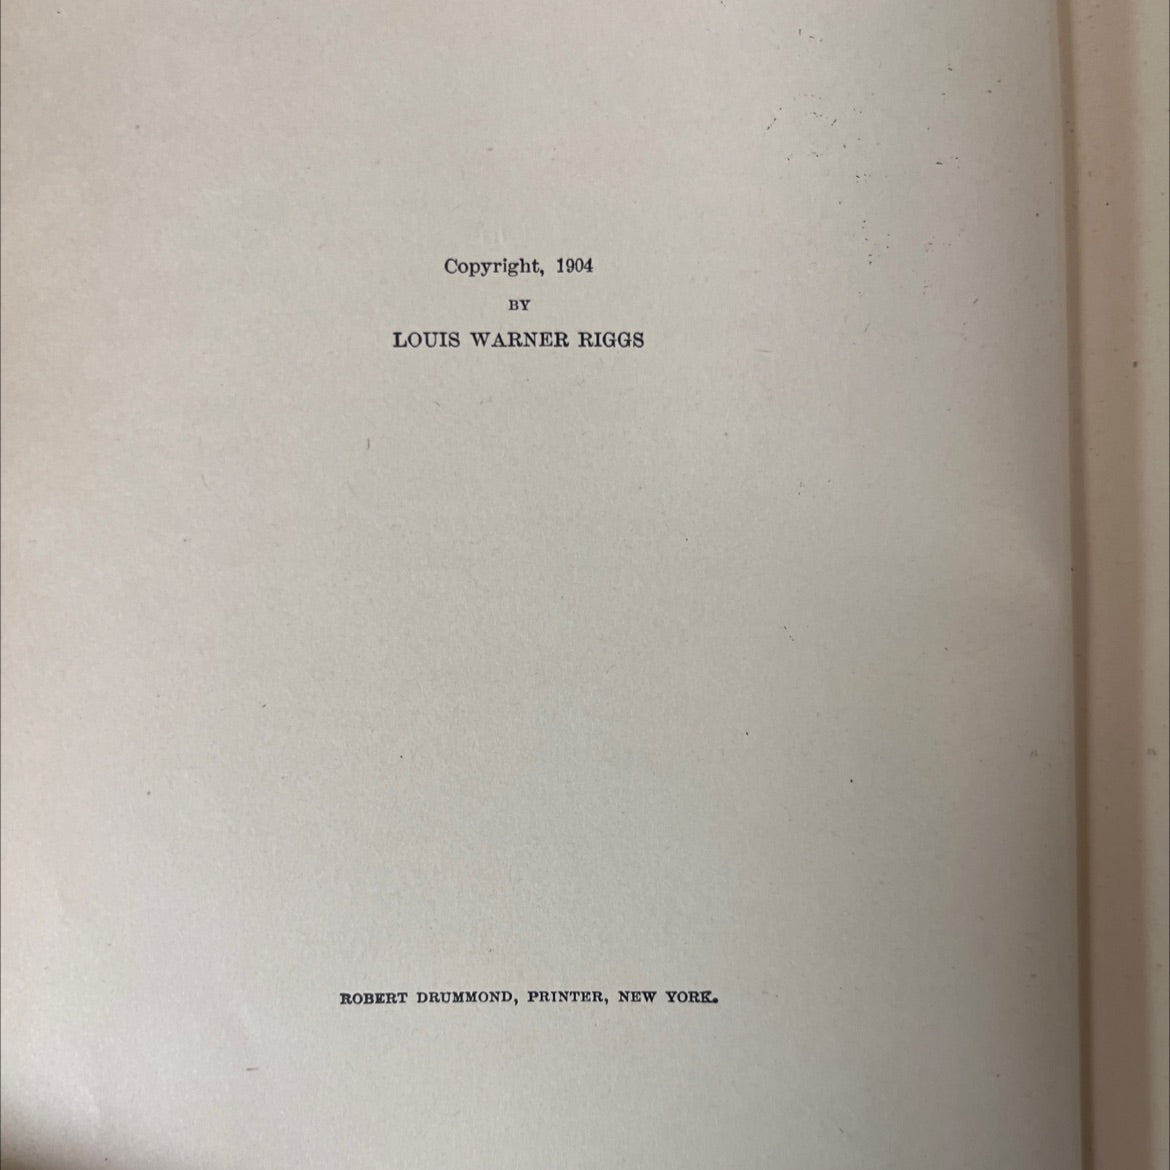 Copyright, 1904
BY
LOUIS WARNER RIGGS
ROBERT DRUMMOND, PRINTER, NEW YORK.